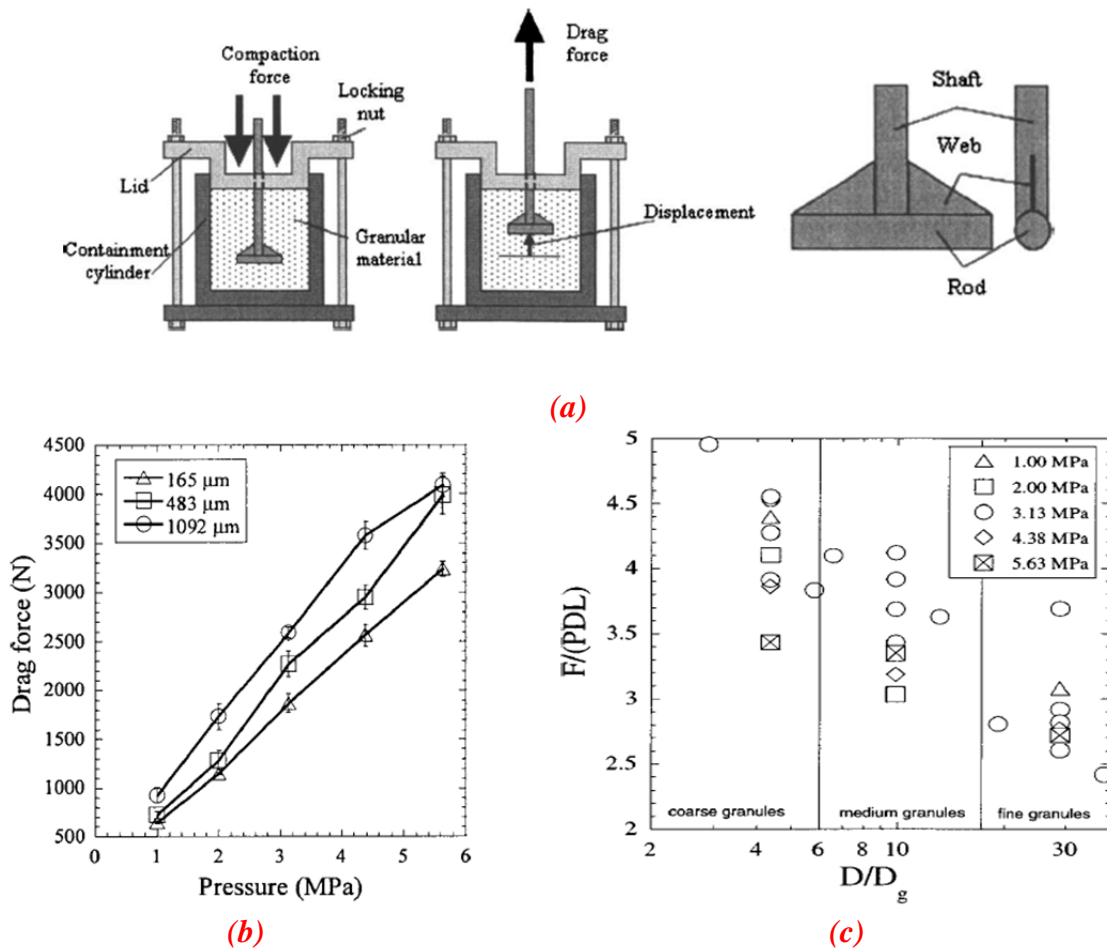 Compaction
force
Locking
nut
Lid
Containment
cylinder
Granular
material
Drag
force
Displacement
Shaft
Web
Rod
(a)
4500
4000
3500
3000
2500
2000
1500
1000
500
Drag force (N)
165 µm
483 µm
1092 µm
0 1 2 3 4 5 6
Pressure (MPa)
(b)
5
4.5
4
3.5
3
2.5
2
F/(PDL)
1.00 MPa
2.00 MPa
3.13 MPa
4.38 MPa
5.63 MPa
coarse granules
medium granules
fine granules
2 4 6 8 10 30
D/Dg
(c)